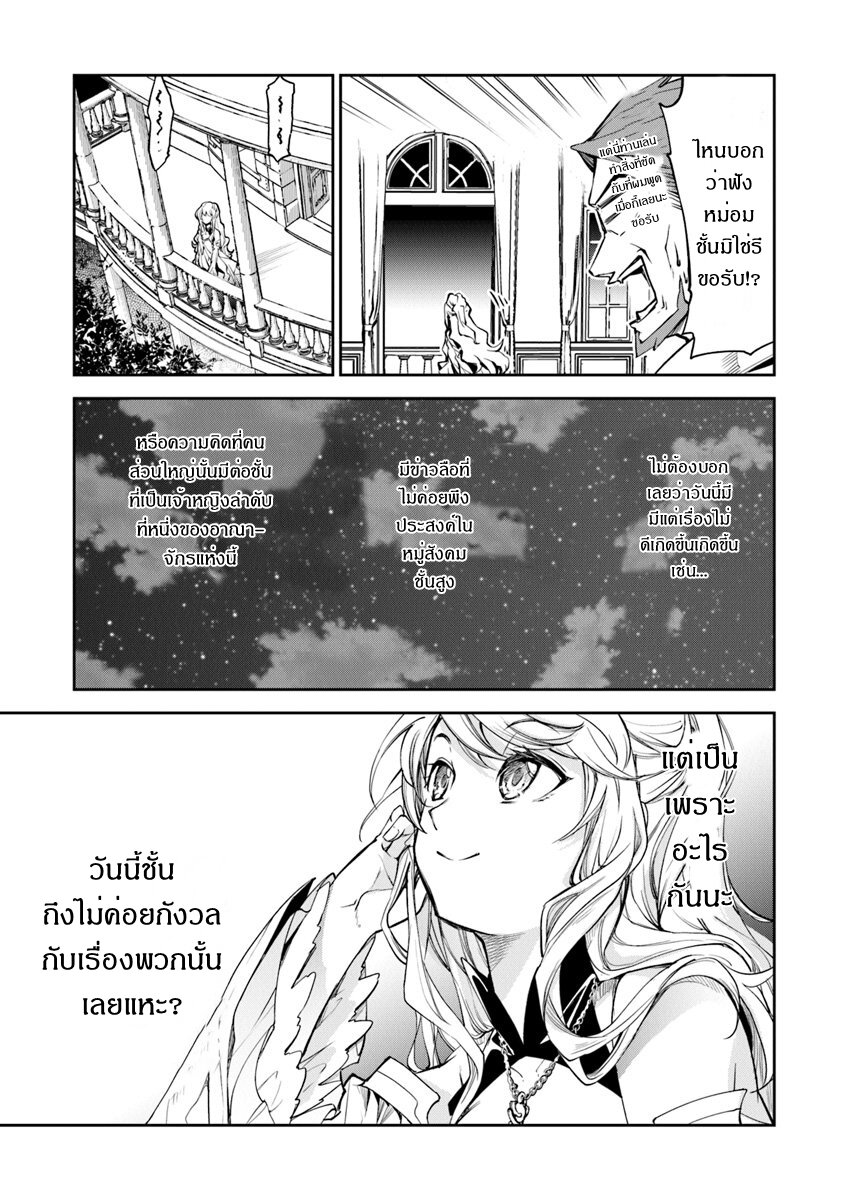 ไหนบอก
ว่าฟัง
หม่อม
ชั้นมิใช่รึ
ขอรับ!?
แต่นี่ท่านเล่น
ทำสิ่งที่ขัด
กับที่ผมพูด
เมื่อกี้เลยนะ
ขอรับ
ไม่ต้องบอก
เลยว่าวันนี้มี
มีแต่เรื่องไม่
ดีเกิดขึ้นเกิดขึ้น
เช่น...
มีข่าวลือที่
ไม่ค่อยพึง
ประสงค์ใน
หมู่สังคม
ชั้นสูง
หรือความคิดที่คน
ส่วนใหญ่นั้นมีต่อชั้น
ที่เป็นเจ้าหญิงลำดับ
ที่หนึ่งของอาณา-
จักรแห่งนี้
แต่เป็น
เพราะ
อะไร
กันนะ
วันนี้ชั้น
ถึงไม่ค่อยกังวล
กับเรื่องพวกนั้น
เลยแหะ?